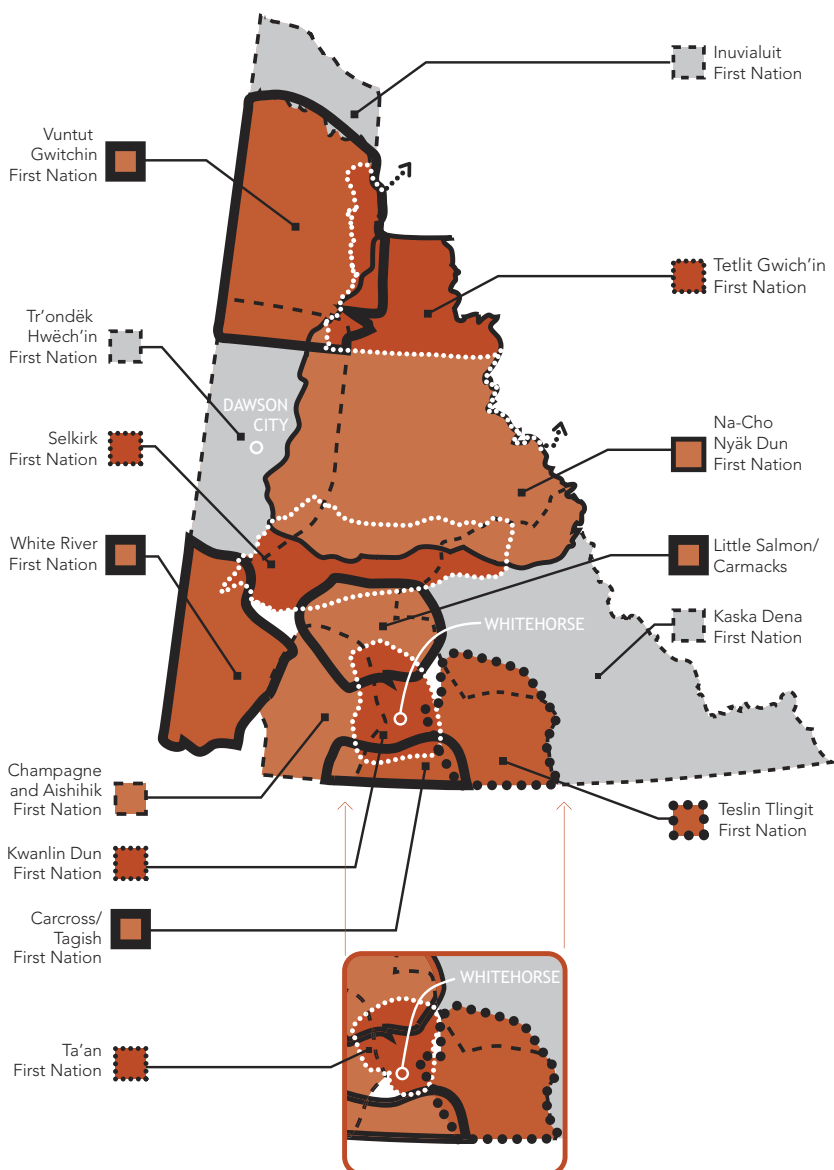 Inuvialuit
First Nation
Vuntut
Gwitchin
First Nation
Tetlit Gwich’in
First Nation
Tr’ondëk
Hwëch’in
First Nation
DAWSON
CITY
Selkirk
First Nation
Na-Cho
Nyäk Dun
First Nation
White River
First Nation
Little Salmon/
Carmacks
Kaska Dena
First Nation
WHITEHORSE
Champagne
and Aishihik
First Nation
Teslin Tlingit
First Nation
Kwanlin Dun
First Nation
Carcross/
Tagish
First Nation
WHITEHORSE
Ta’an
First Nation